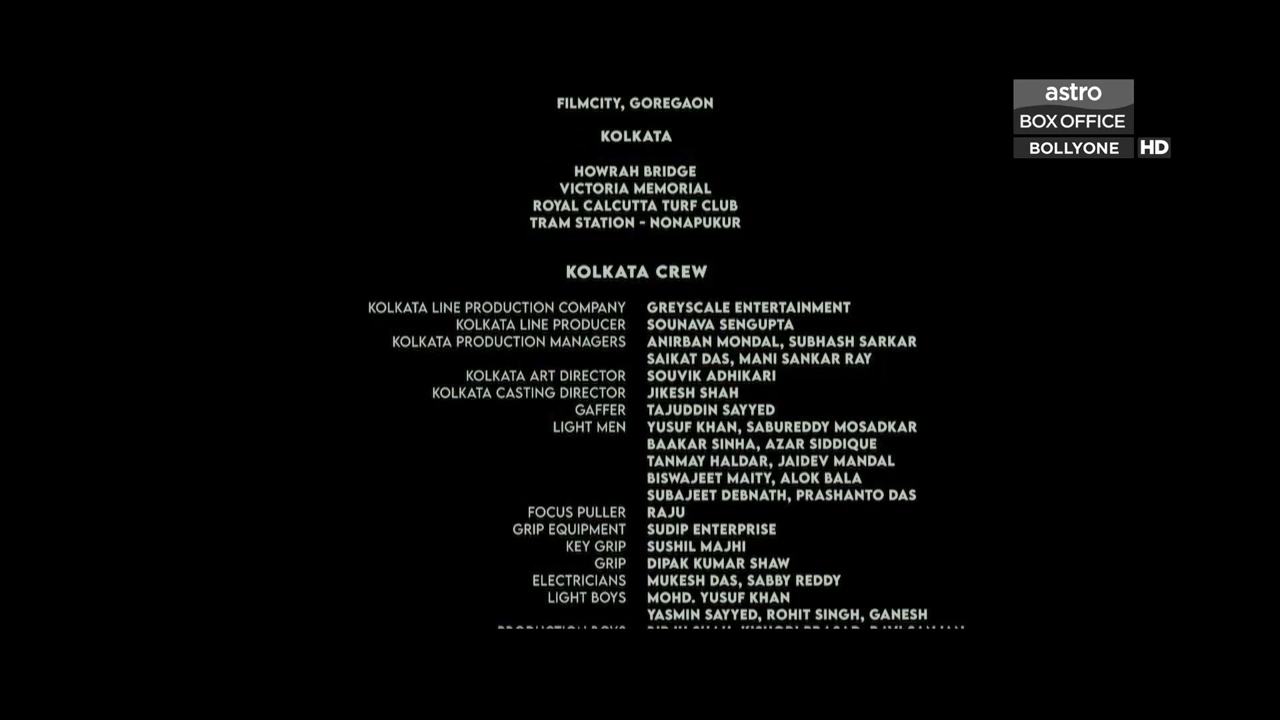 FILMCITY, GOREGAON
KOLKATA
HOWRAH BRIDGE
VICTORIA MEMORIAL
ROYAL CALCUTTA TURF CLUB
TRAM STATION - NONAPUKUR
KOLKATA CREW
KOLKATA LINE PRODUCTION COMPANY GREYSCALE ENTERTAINMENT
KOLKATA LINE PRODUCER SOUNAVA SENGUPTA
KOLKATA PRODUCTION MANAGERS ANIRBAN MONDAL, SUBHASH SARKAR
SAIKAT DAS, MANI SANKAR RAY
KOLKATA ART DIRECTOR SOUVIK ADHIKARI
KOLKATA CASTING DIRECTOR JIKESH SHAH
GAFFER TAJUDDIN SAYYED
LIGHT MEN YUSUF KHAN, SABUREDDY MOSADKAR
BAAKAR SINHA, AZAR SIDDIQUE
TANMAY HALDAR, JAIDEV MANDAL
BISWAJEET MAITY, ALOK BALA
SUBAJEET DEBNATH, PRASHANTO DAS
FOCUS PULLER RAJU
GRIP EQUIPMENT SUDIP ENTERPRISE
KEY GRIP SUSHIL MAJHI
GRIP DIPAK KUMAR SHAW
ELECTRICIANS MUKESH DAS, SABBY REDDY
LIGHT BOYS MOHD. YUSUF KHAN
YASMIN SAYYED, ROHIT SINGH, GANESH
PRODUCTION BOYS
astro
BOX OFFICE
BOLLYONE HD